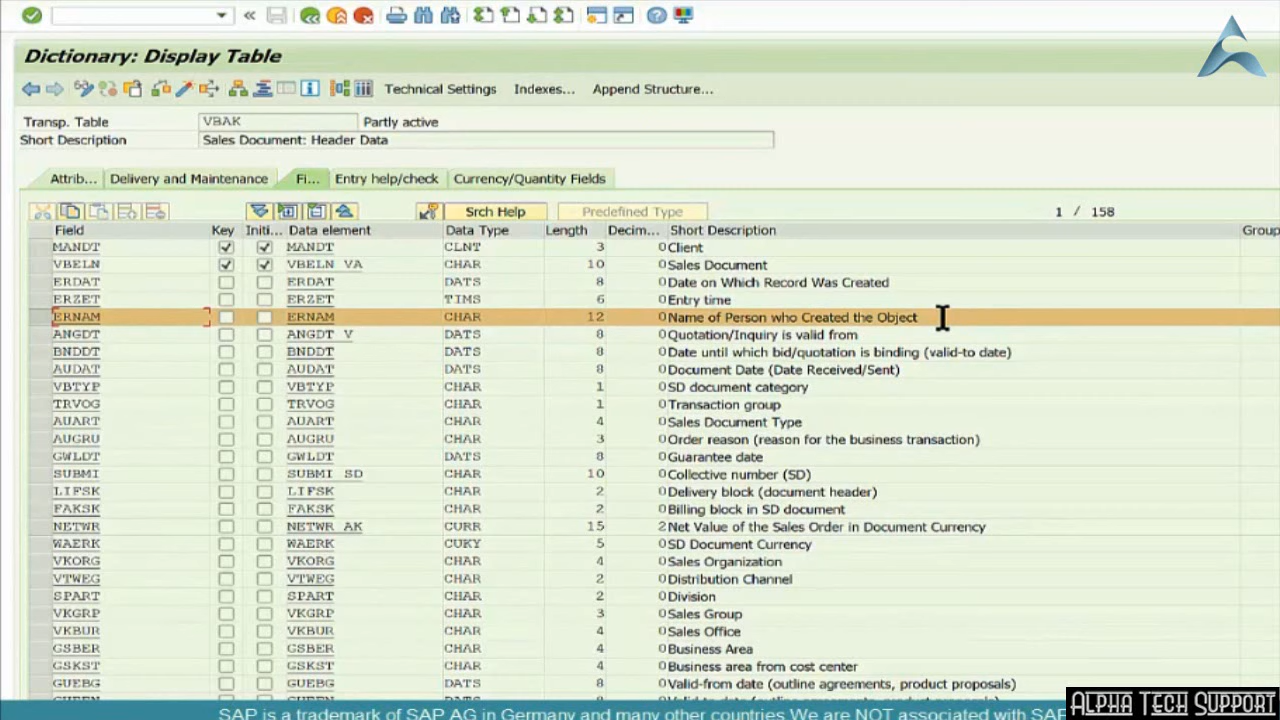 Dictionary: Display Table
Technical Settings Indexes... Append Structure...
Transp. Table VBAK Partly active
Short Description Sales Document: Header Data
Attrib... Delivery and Maintenance Fi... Entry help/check Currency/Quantity Fields
Srch Help Predefined Type 1 / 158
Field Key Initi... Data element Data Type Length Decim... Short Description Group
MANDT MANDT CLNT 3 0 Client
VBELN VBELN_VA CHAR 10 0 Sales Document
ERDAT ERDAT DATS 8 0 Date on Which Record Was Created
ERZET ERZET TIMS 6 0 Entry time
ERNAM ERNAM CHAR 12 0 Name of Person who Created the Object
ANGDT ANGDT_V DATS 8 0 Quotation/Inquiry is valid from
BNDDT BNDDT DATS 8 0 Date until which bid/quotation is binding (valid-to date)
AUDAT AUDAT DATS 8 0 Document Date (Date Received/Sent)
VBTYP VBTYP CHAR 1 0 SD document category
TRVOG TRVOG CHAR 1 0 Transaction group
AUART AUART CHAR 4 0 Sales Document Type
AUGRU AUGRU CHAR 3 0 Order reason (reason for the business transaction)
GWLDT GWLDT DATS 8 0 Guarantee date
SUBMI SUBMI_SD CHAR 10 0 Collective number (SD)
LIFSK LIFSK CHAR 2 0 Delivery block (document header)
FAKSK FAKSK CHAR 2 0 Billing block in SD document
NETWR NETWR_AK CURR 15 2 Net Value of the Sales Order in Document Currency
WAERK WAERK CUKY 5 0 SD Document Currency
VKORG VKORG CHAR 4 0 Sales Organization
VTWEG VTWEG CHAR 2 0 Distribution Channel
SPART SPART CHAR 2 0 Division
VKGRP VKGRP CHAR 3 0 Sales Group
VKBUR VKBUR CHAR 4 0 Sales Office
GSBER GSBER CHAR 4 0 Business Area
GSKST GSKST CHAR 4 0 Business area from cost center
GUEBG GUEBG DATS 8 0 Valid-from date (outline agreements, product proposals)
SAP is a trademark of SAP AG in Germany and many other countries We are NOT associated with SAP
ALPHA TECH SUPPORT